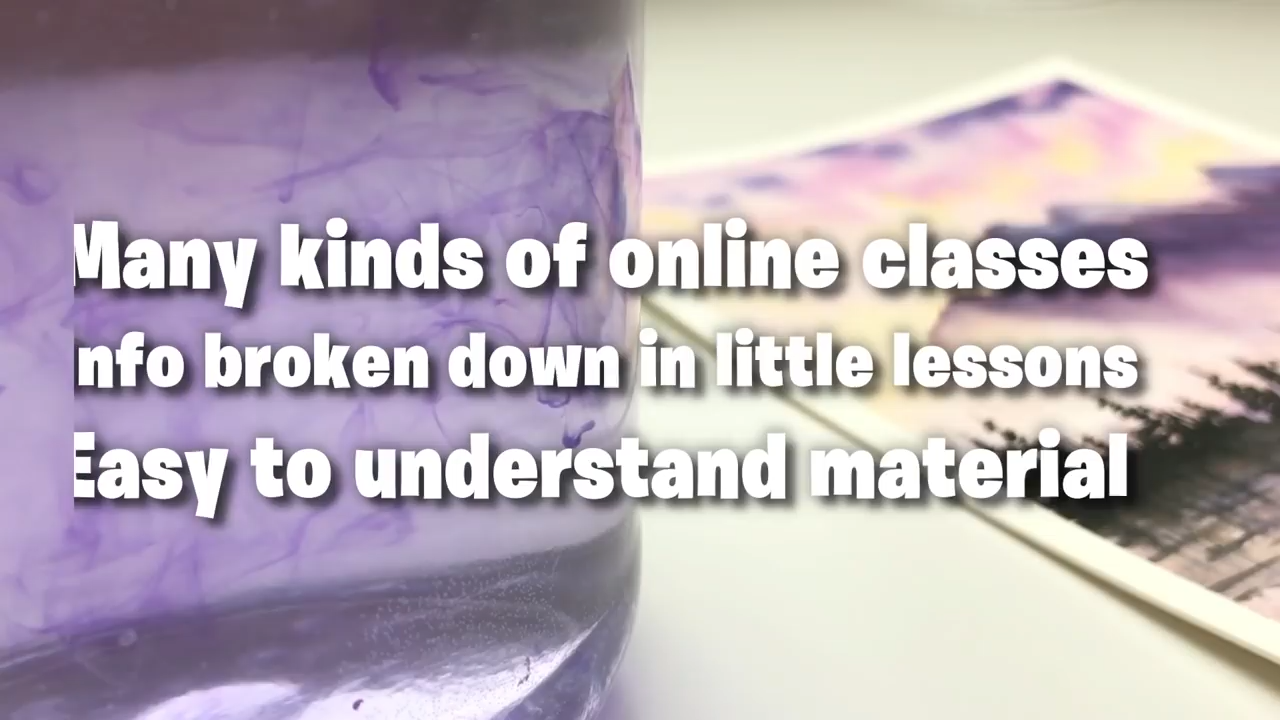 Many kinds of online classes
nfo broken down in little lessons
Easy to understand material